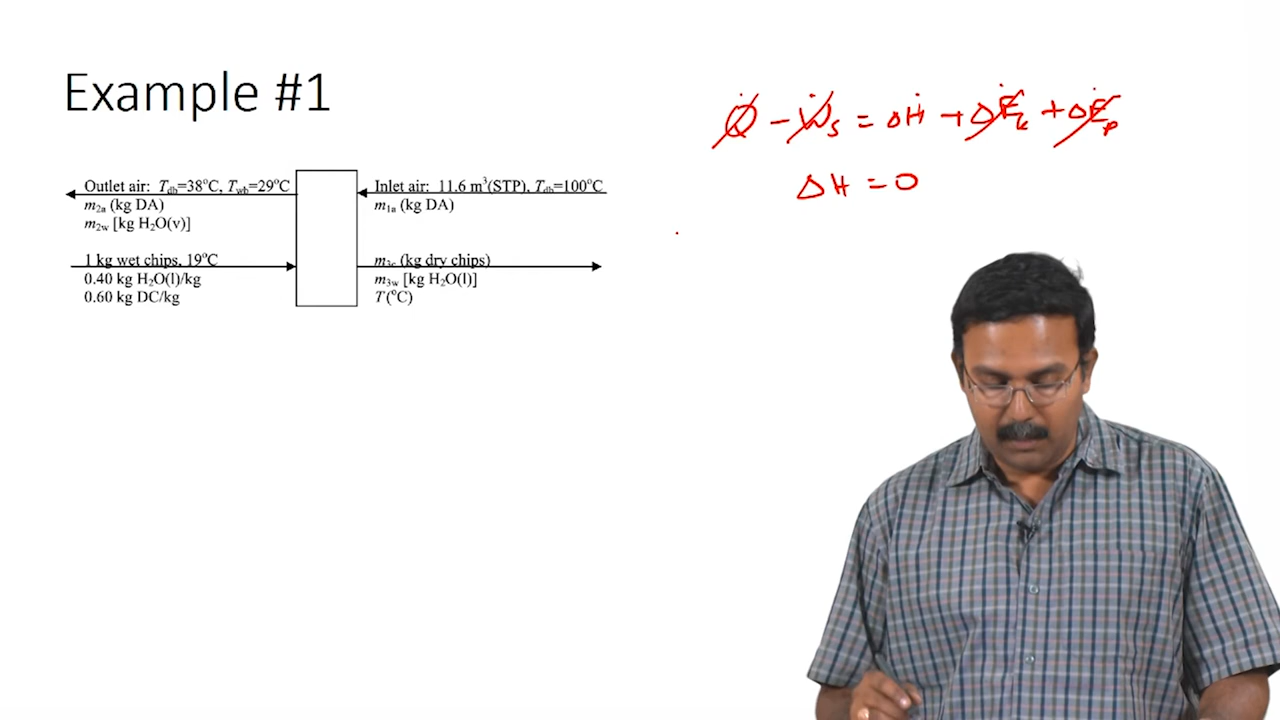 Example #1
Q̇ - Ẇs = ΔḢ + ΔĖk + ΔĖp
ΔH = 0
Outlet air: Tdb=38°C, Twb=29°C
m2a (kg DA)
m2w [kg H2O(v)]
Inlet air: 11.6 m³(STP), Tdb=100°C
m1a (kg DA)
1 kg wet chips, 19°C
0.40 kg H2O(l)/kg
0.60 kg DC/kg
m3c (kg dry chips)
m3w [kg H2O(l)]
T(°C)